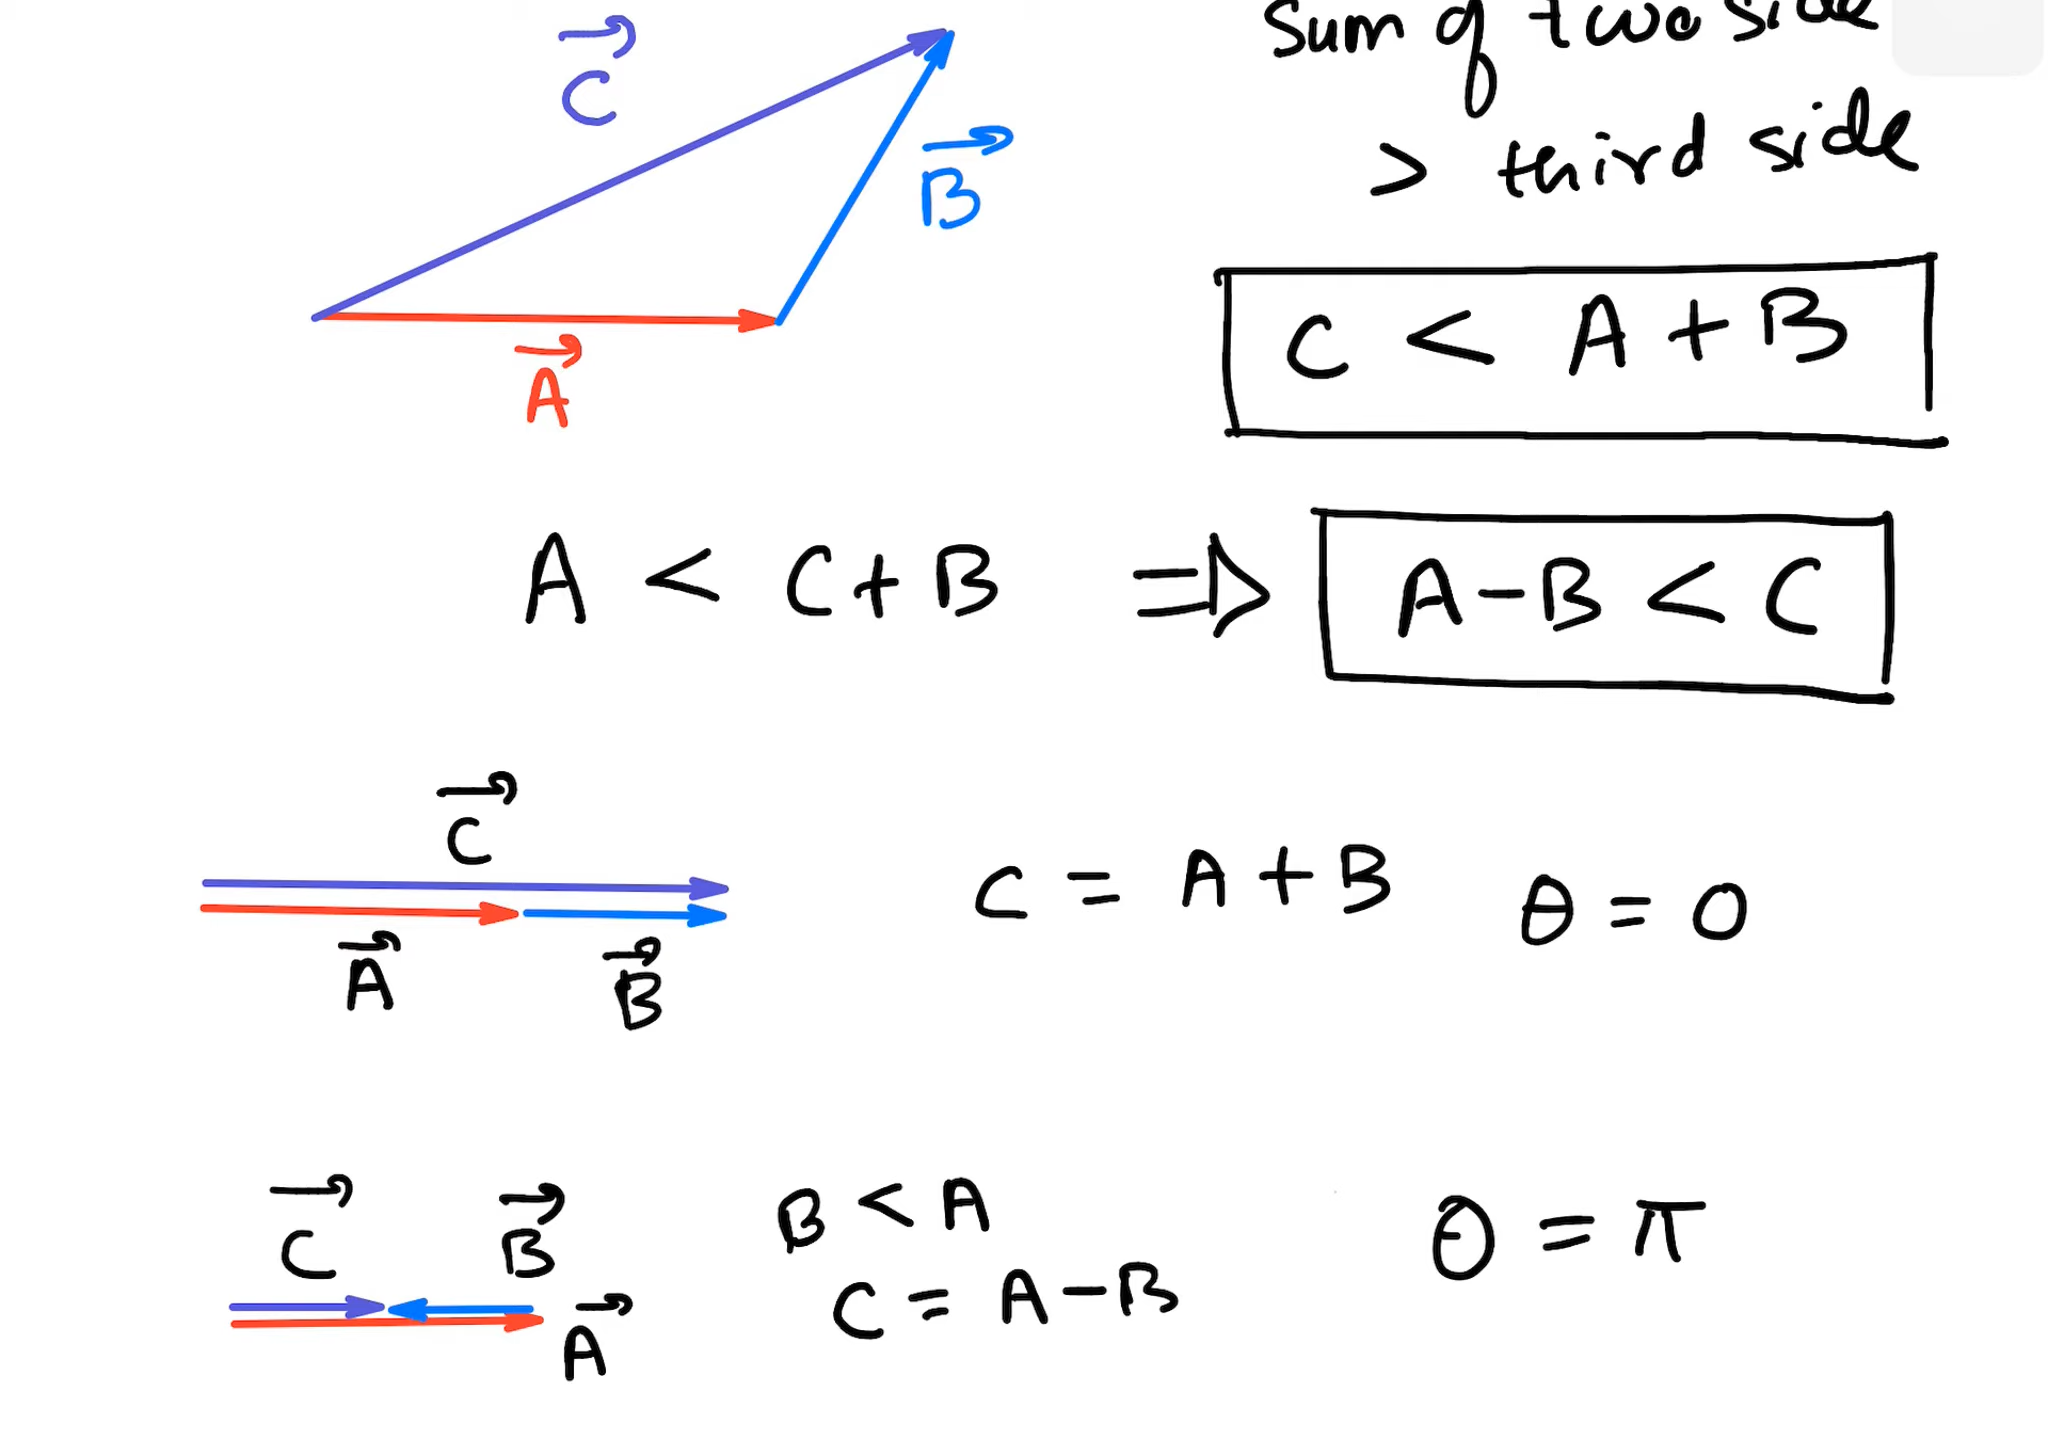 sum of two side
> third side
C⃗
B⃗
A⃗
C < A + B
A < C + B ⇒ A - B < C
C⃗
A⃗ B⃗
C = A + B θ = 0
C⃗ B⃗
A⃗
B < A
C = A - B
θ = π